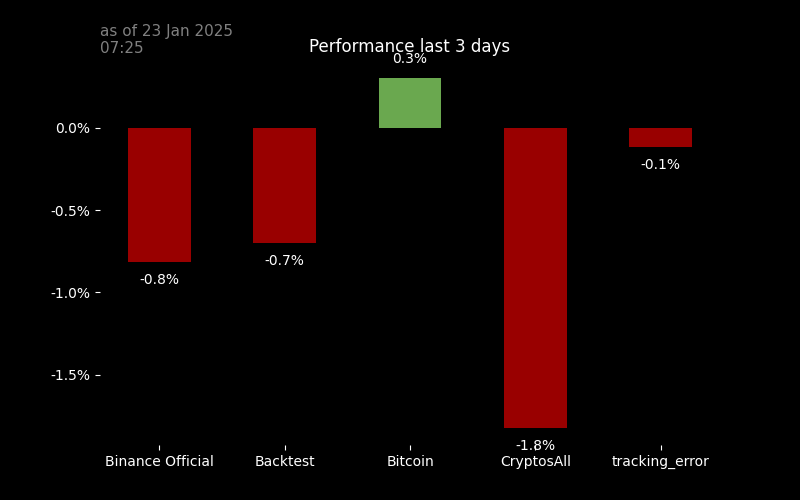 as of 23 Jan 2025
07:25
Performance last 3 days
0.3%
0.0%
-0.5%
-1.0%
-1.5%
-0.8%
-0.7%
-1.8%
-0.1%
Binance Official
Backtest
Bitcoin
CryptosAll
tracking_error